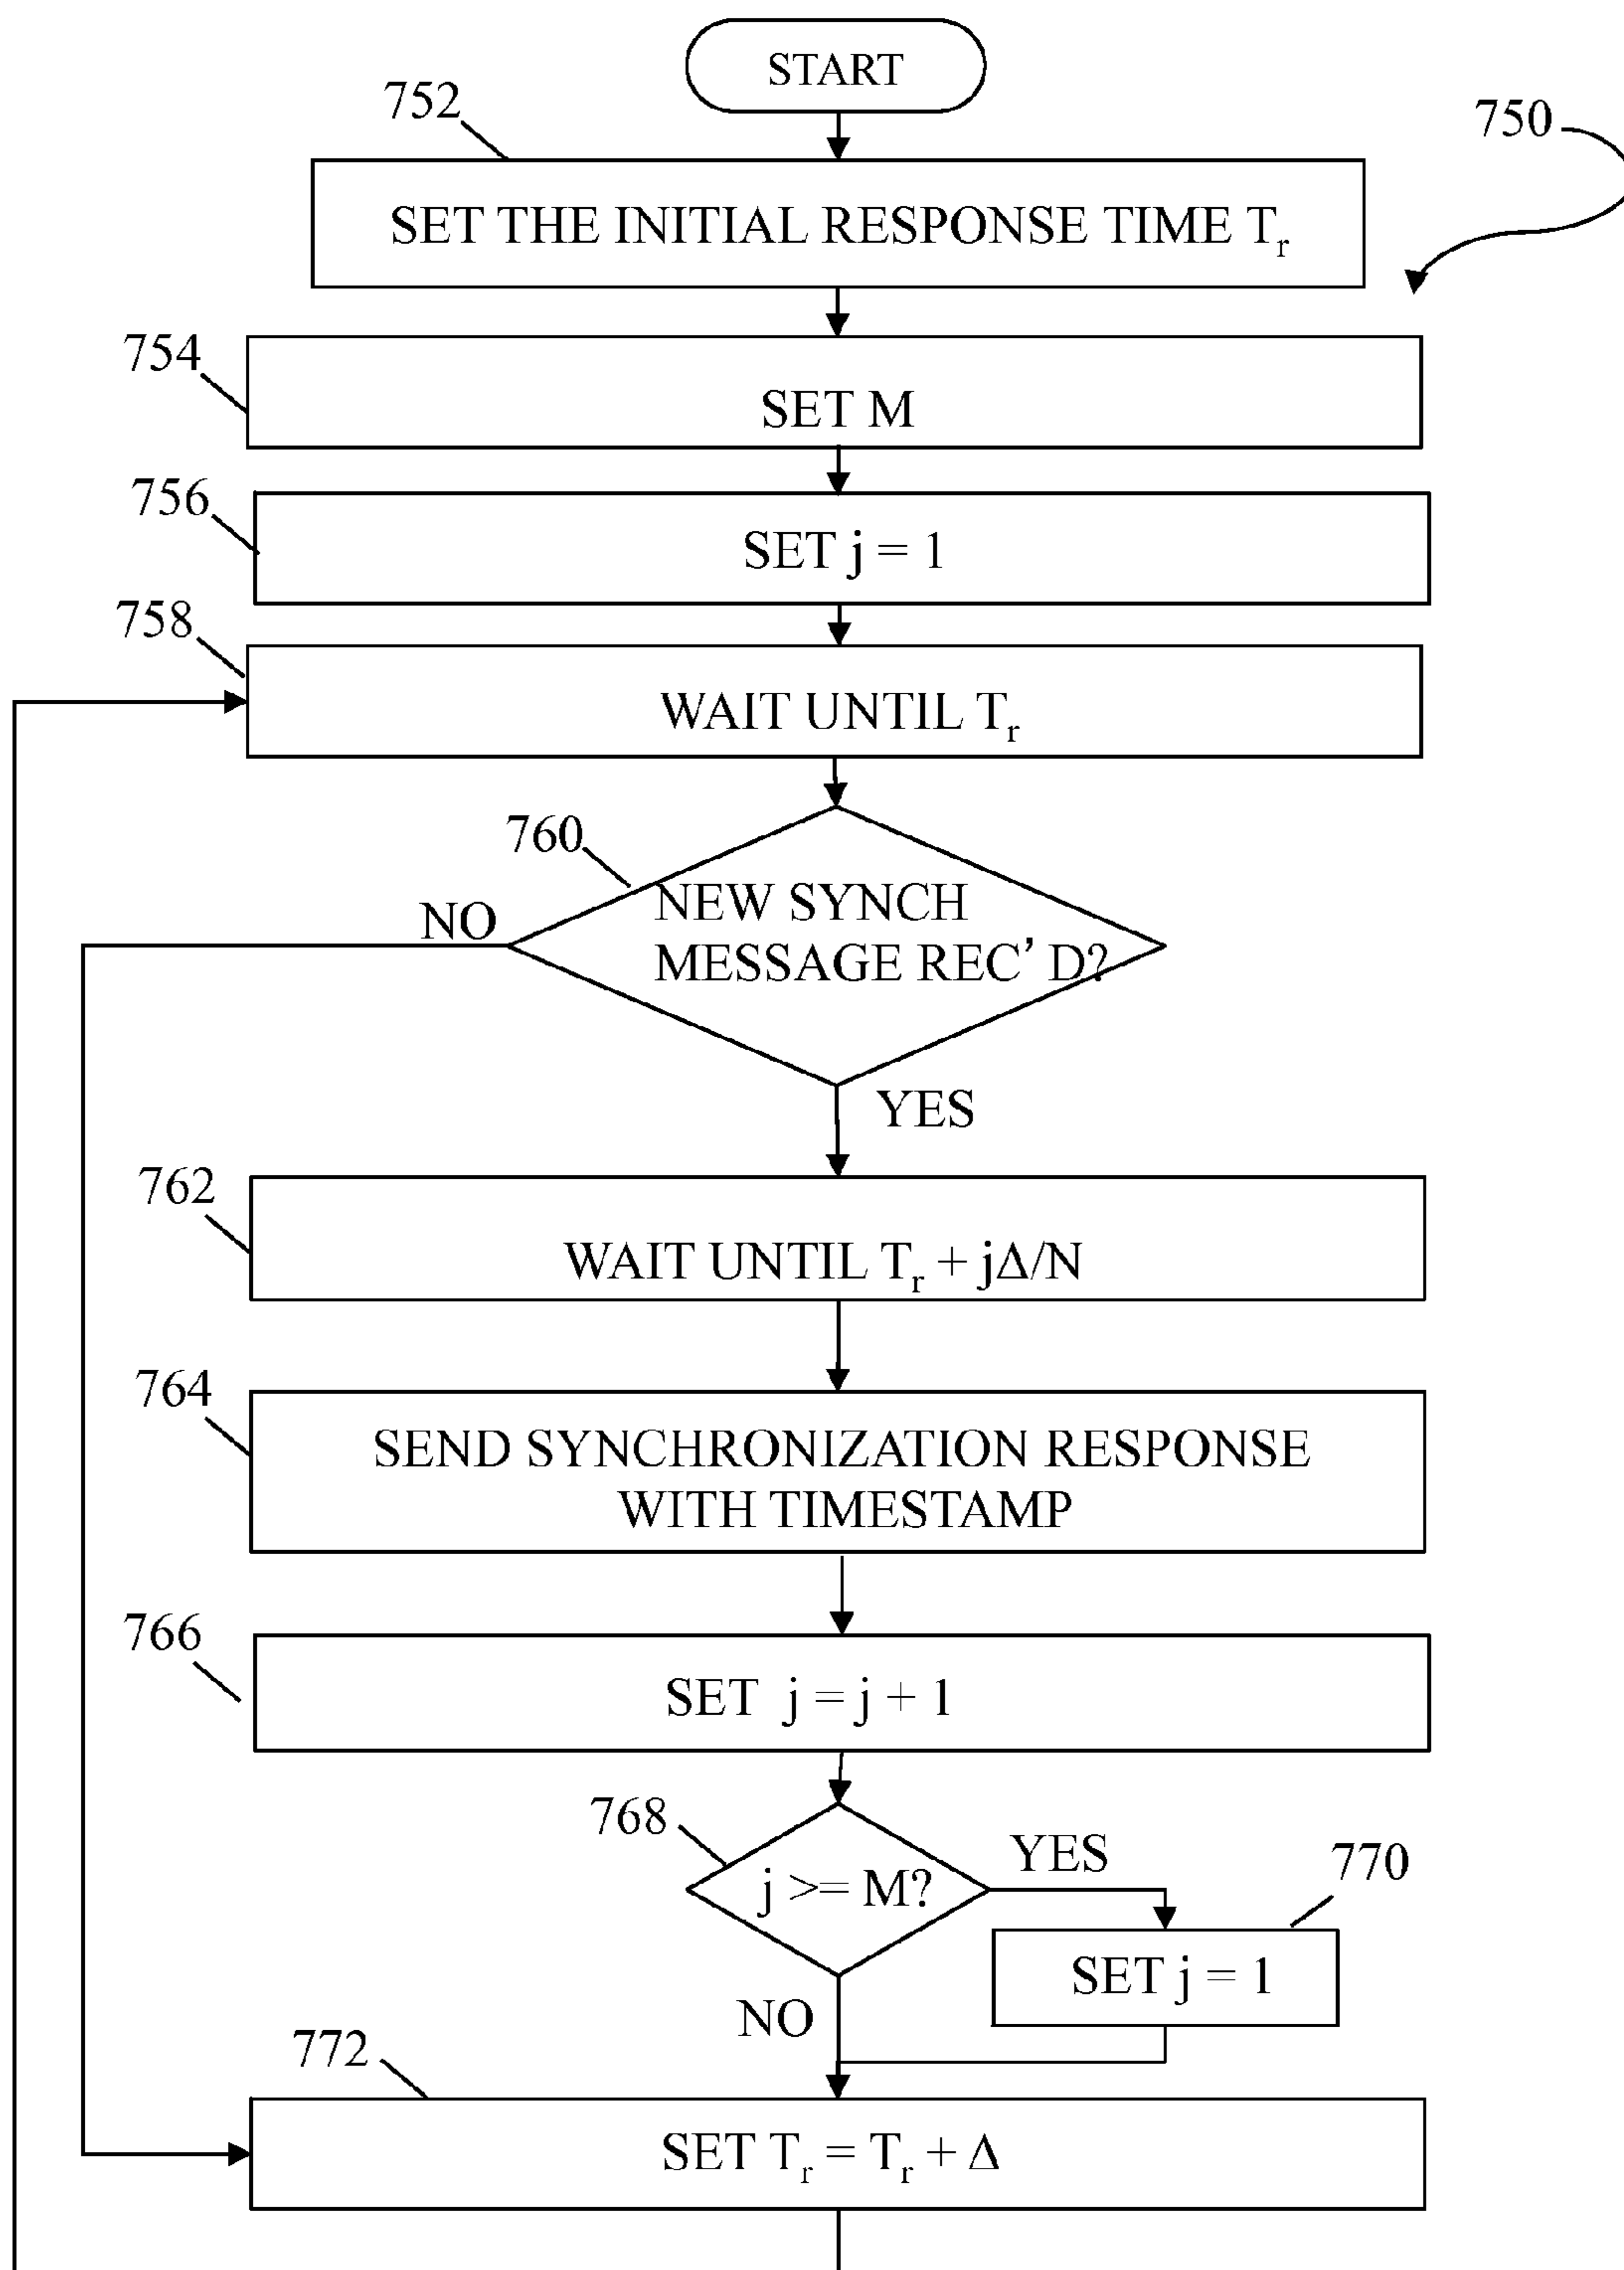 START
752
750
SET THE INITIAL RESPONSE TIME Tr
754
SET M
756
SET j = 1
758
WAIT UNTIL Tr
760
NEW SYNCH
MESSAGE REC’ D?
NO
YES
762
WAIT UNTIL Tr + jΔ/N
764
SEND SYNCHRONIZATION RESPONSE
WITH TIMESTAMP
766
SET j = j + 1
768
j >= M?
YES
770
SET j = 1
NO
772
SET Tr = Tr + Δ